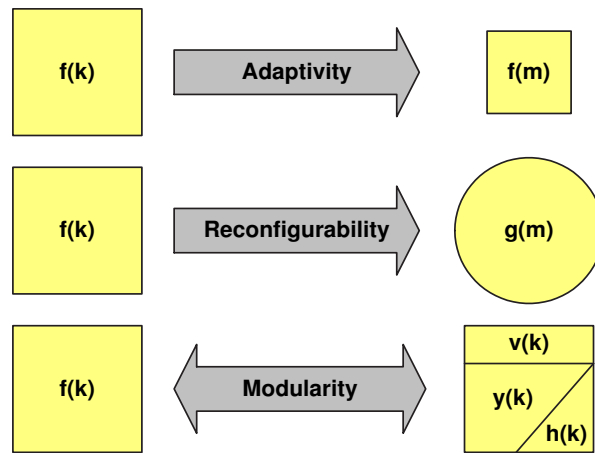 f(k)
Adaptivity
f(m)
f(k)
Reconfigurability
g(m)
f(k)
Modularity
v(k)
y(k)
h(k)